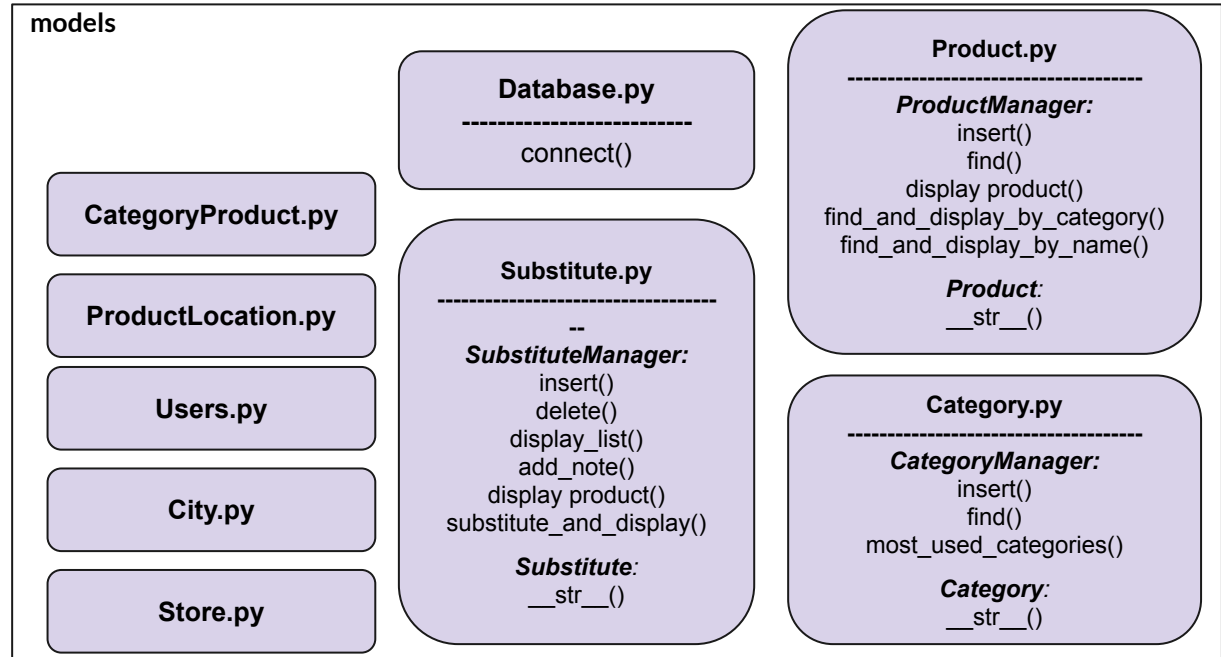 models
CategoryProduct.py
ProductLocation.py
Users.py
City.py
Store.py
Database.py
--------------------------
connect()
Substitute.py
-----------------------------------
--
SubstituteManager:
insert()
delete()
display_list()
add_note()
display product()
substitute_and_display()
Substitute:
__str__()
Product.py
-------------------------------------
ProductManager:
insert()
find()
display product()
find_and_display_by_category()
find_and_display_by_name()
Product:
__str__()
Category.py
-------------------------------------
CategoryManager:
insert()
find()
most_used_categories()
Category:
__str__()